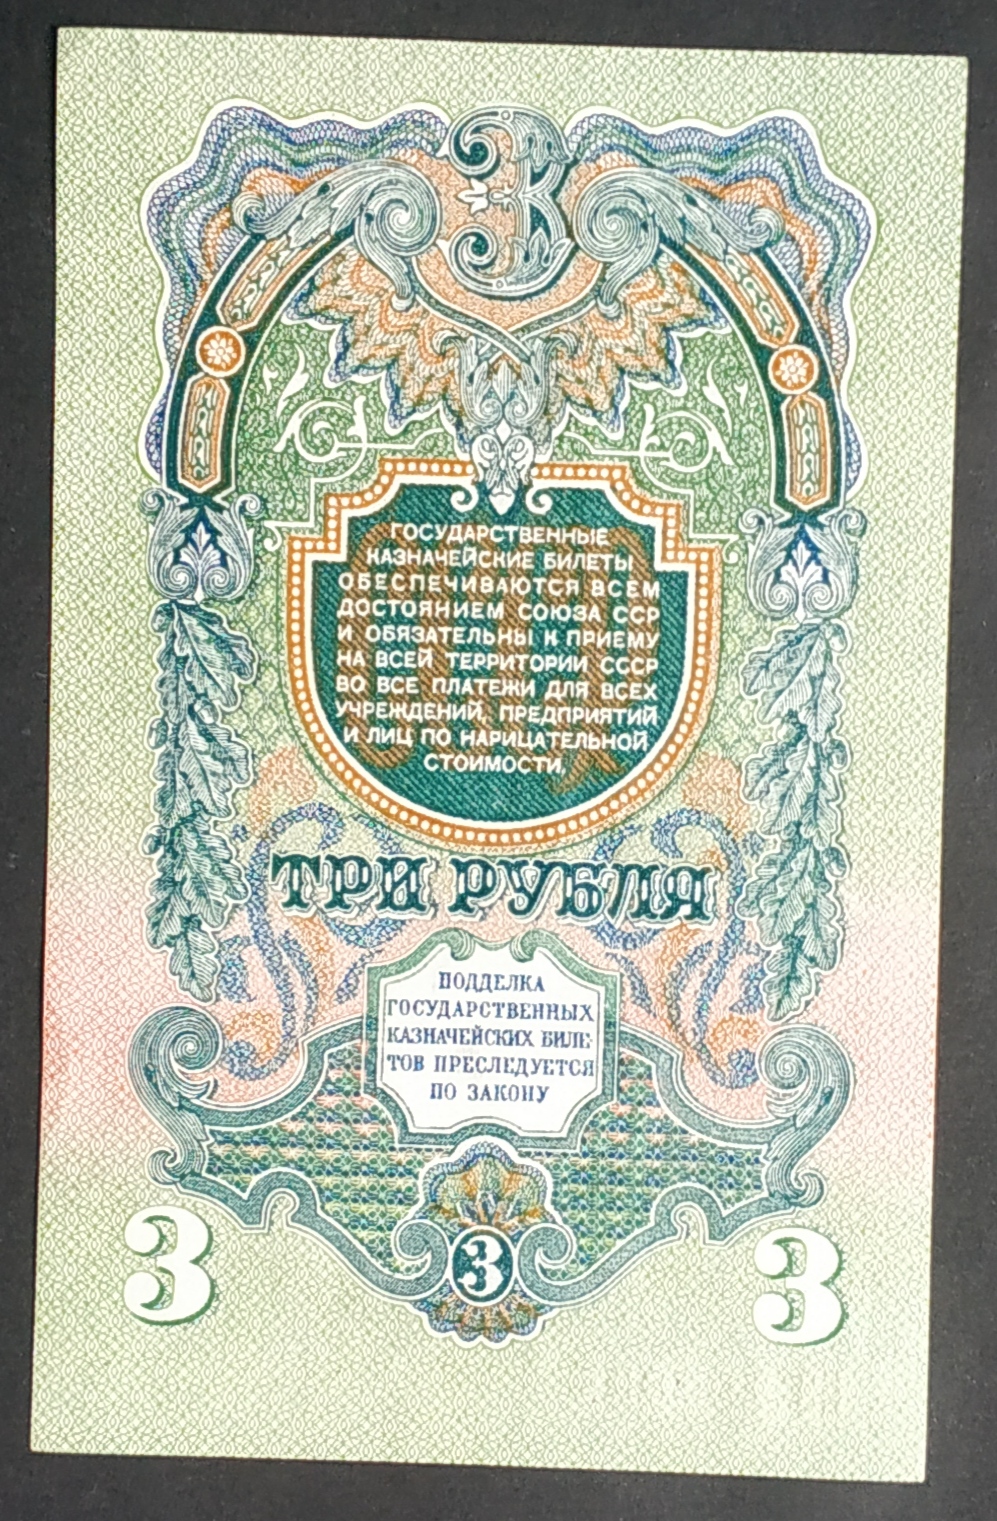 3
ГОСУДАРСТВЕННЫЕ
КАЗНАЧЕЙСКИЕ БИЛЕТЫ
ОБЕСПЕЧИВАЮТСЯ ВСЕМ
ДОСТОЯНИЕМ СОЮЗА ССР
И ОБЯЗАТЕЛЬНЫ К ПРИЕМУ
НА ВСЕЙ ТЕРРИТОРИИ СССР
ВО ВСЕ ПЛАТЕЖИ ДЛЯ ВСЕХ
УЧРЕЖДЕНИЙ, ПРЕДПРИЯТИЙ
И ЛИЦ ПО НАРИЦАТЕЛЬНОЙ
СТОИМОСТИ.
ТРИ РУБЛЯ
ПОДДЕЛКА
ГОСУДАРСТВЕННЫХ
КАЗНАЧЕЙСКИХ БИЛЕ-
ТОВ ПРЕСЛЕДУЕТСЯ
ПО ЗАКОНУ
3 3 3